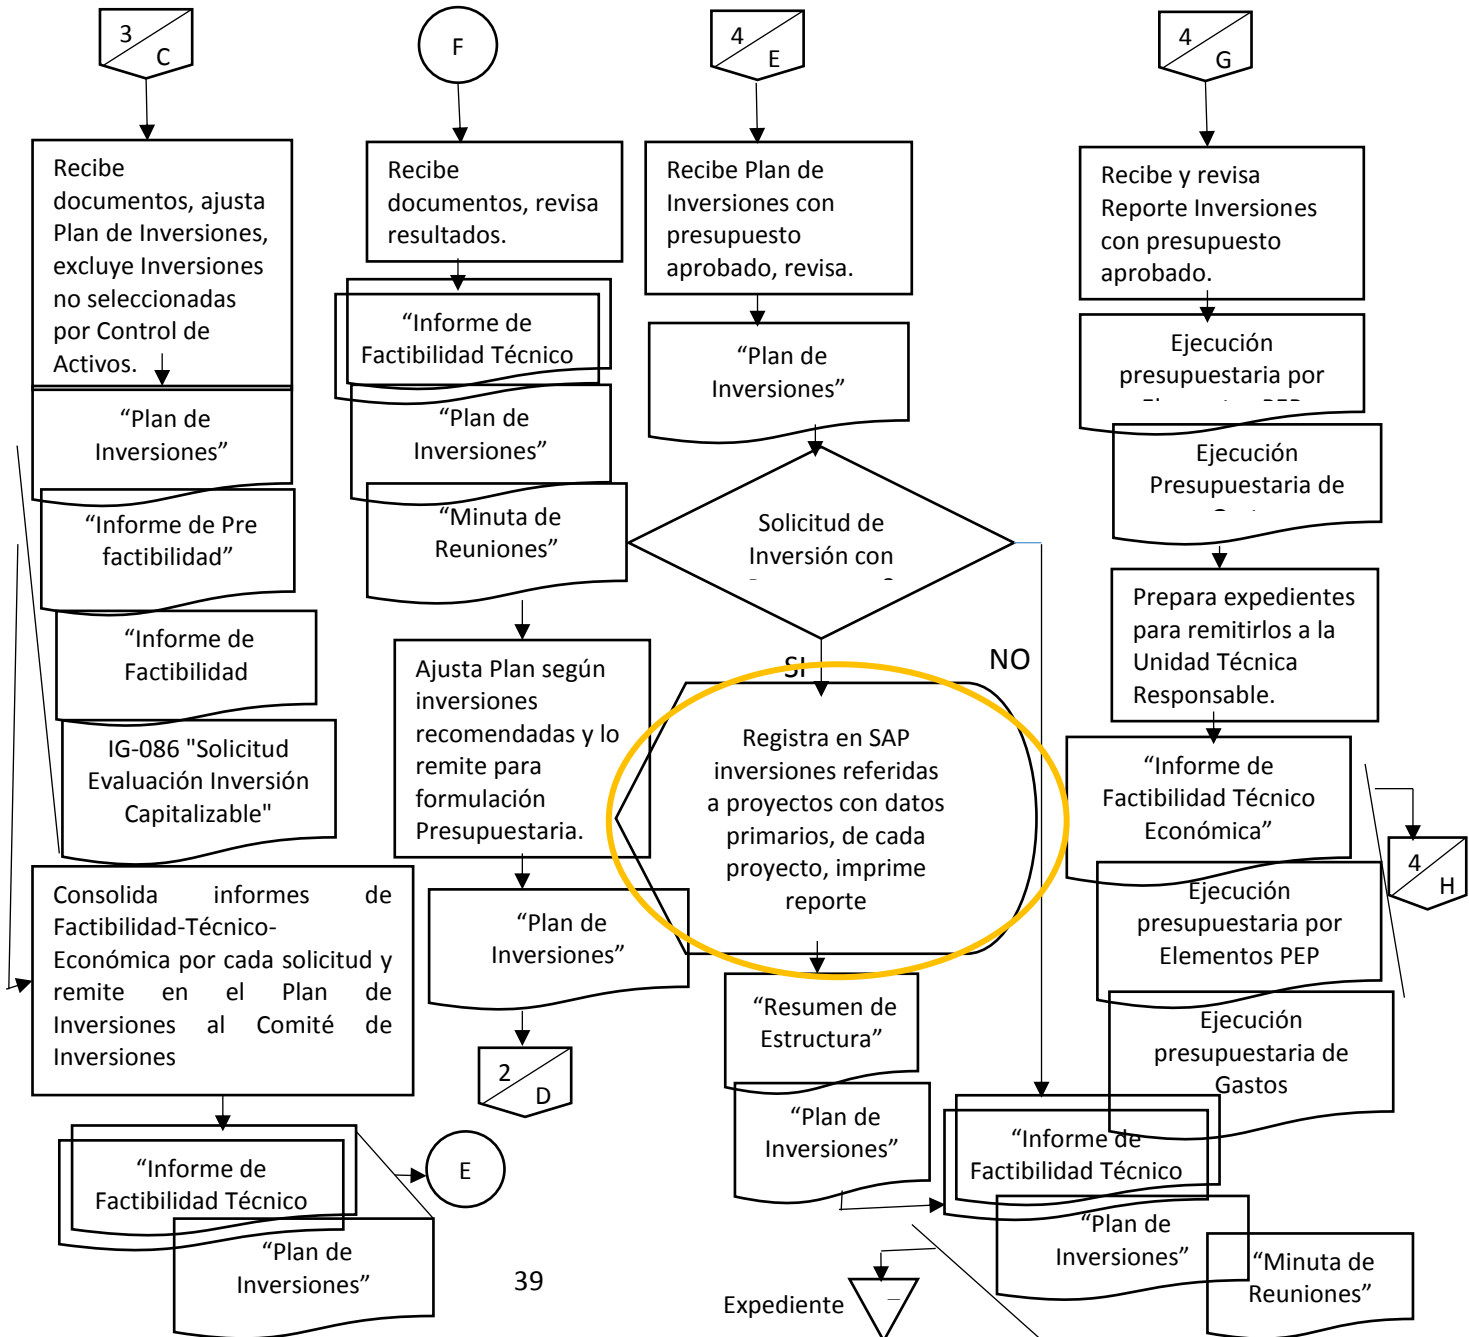 3
C
Recibe
documentos, ajusta
Plan de Inversiones,
excluye Inversiones
no seleccionadas
por Control de
Activos.
“Plan de
Inversiones”
“Informe de Pre
factibilidad”
“Informe de
Factibilidad
IG-086 "Solicitud
Evaluación Inversión
Capitalizable"
Consolida informes de
Factibilidad-Técnico-
Económica por cada solicitud y
remite en el Plan de
Inversiones al Comité de
Inversiones
“Informe de
Factibilidad Técnico
“Plan de
Inversiones”
E
F
Recibe
documentos, revisa
resultados.
“Informe de
Factibilidad Técnico
“Plan de
Inversiones”
“Minuta de
Reuniones”
Ajusta Plan según
inversiones
recomendadas y lo
remite para
formulación
Presupuestaria.
“Plan de
Inversiones”
2
D
39
4
E
Recibe Plan de
Inversiones con
presupuesto
aprobado, revisa.
“Plan de
Inversiones”
Solicitud de
Inversión con
SI
NO
Registra en SAP
inversiones referidas
a proyectos con datos
primarios, de cada
proyecto, imprime
reporte
“Resumen de
Estructura”
“Plan de
Inversiones”
“Informe de
Factibilidad Técnico
“Plan de
Inversiones”
“Minuta de
Reuniones”
Expediente
4
G
Recibe y revisa
Reporte Inversiones
con presupuesto
aprobado.
Ejecución
presupuestaria por
Ejecución
Presupuestaria de
Prepara expedientes
para remitirlos a la
Unidad Técnica
Responsable.
“Informe de
Factibilidad Técnico
Económica”
Ejecución
presupuestaria por
Elementos PEP
Ejecución
presupuestaria de
Gastos
4
H